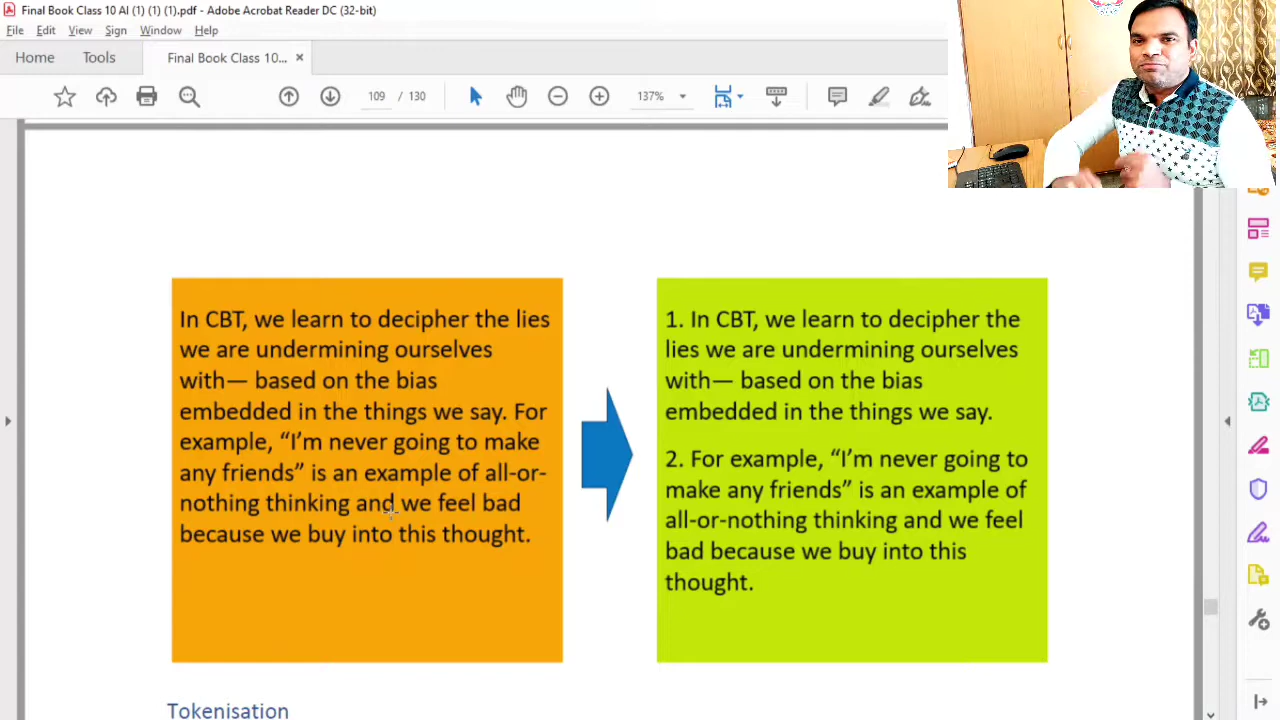 Final Book Class 10 AI (1) (1) (1).pdf - Adobe Acrobat Reader DC (32-bit)
File Edit View Sign Window Help
Home Tools Final Book Class 10...
109 / 130 137%
In CBT, we learn to decipher the lies
we are undermining ourselves
with— based on the bias
embedded in the things we say. For
example, “I’m never going to make
any friends” is an example of all-or-
nothing thinking and we feel bad
because we buy into this thought.
1. In CBT, we learn to decipher the
lies we are undermining ourselves
with— based on the bias
embedded in the things we say.
2. For example, “I’m never going to
make any friends” is an example of
all-or-nothing thinking and we feel
bad because we buy into this
thought.
Tokenisation